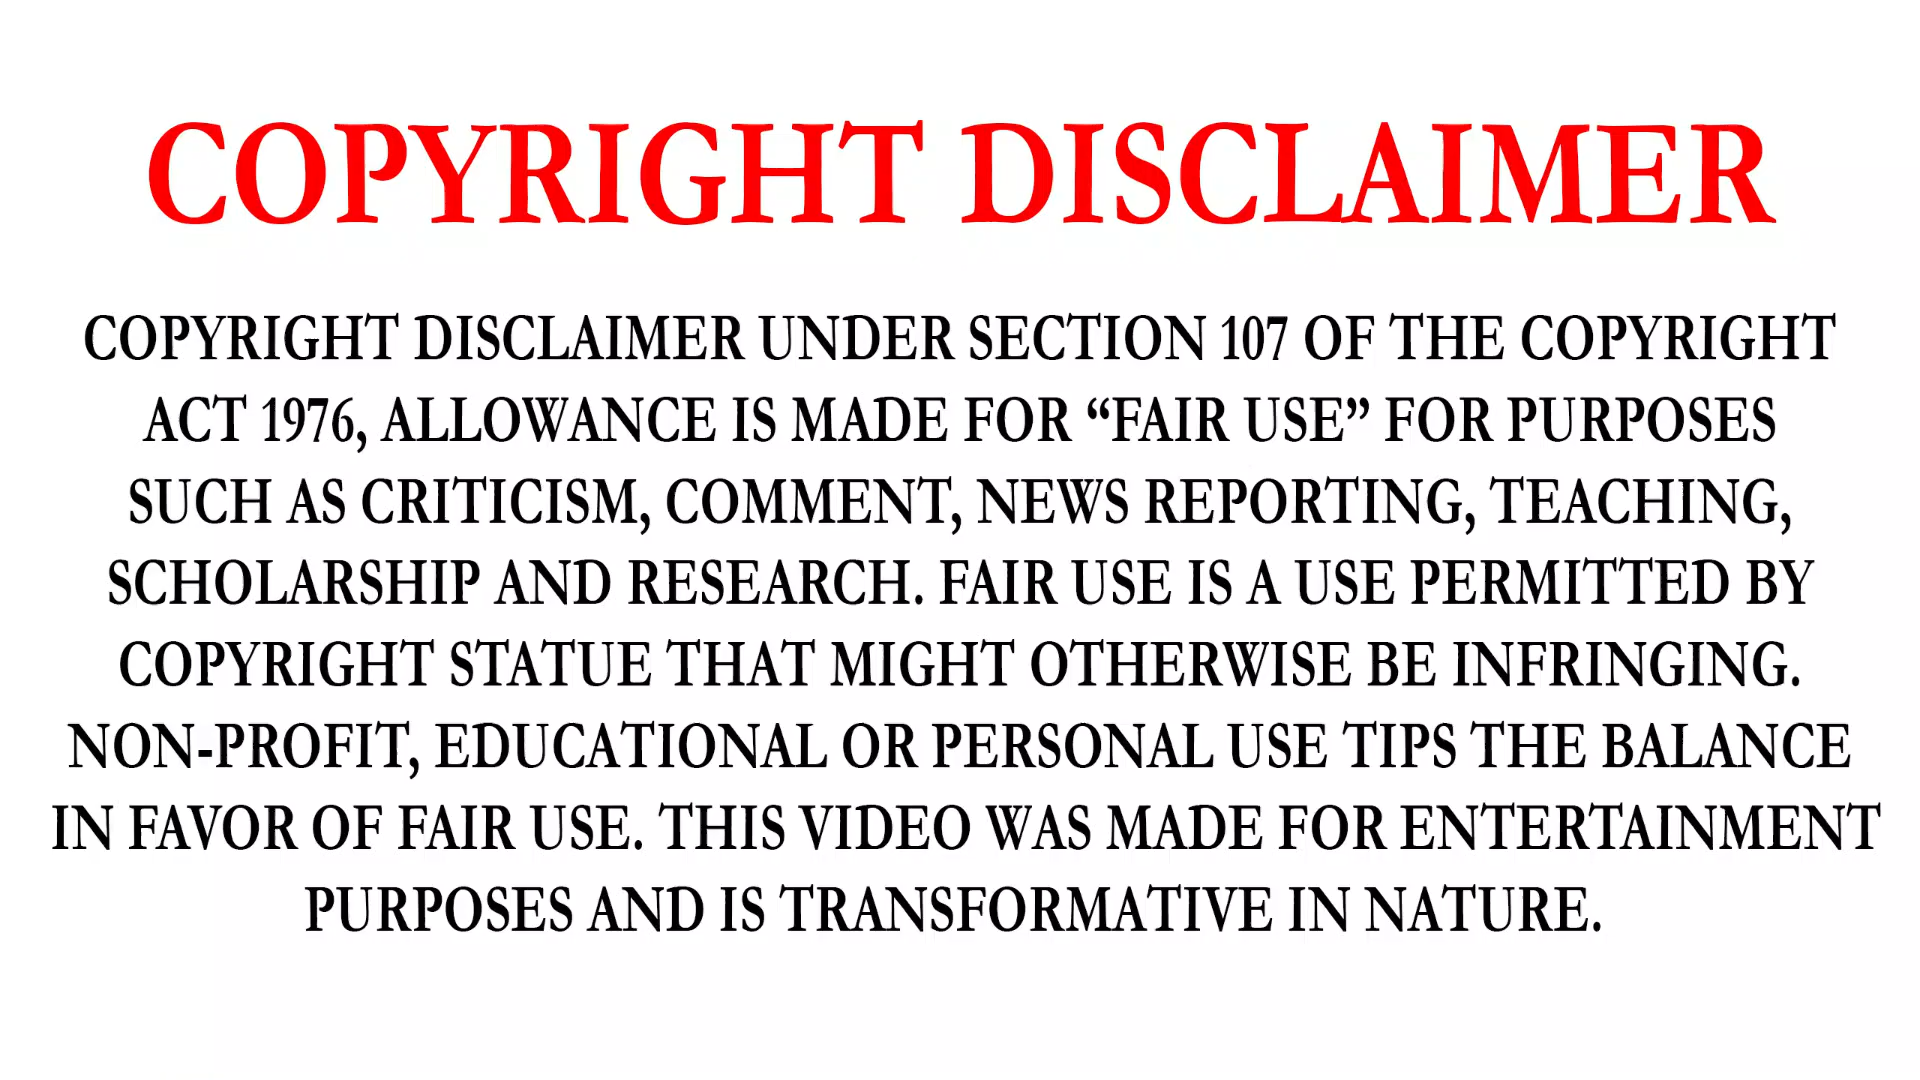 COPYRIGHT DISCLAIMER
COPYRIGHT DISCLAIMER UNDER SECTION 107 OF THE COPYRIGHT
ACT 1976, ALLOWANCE IS MADE FOR “FAIR USE” FOR PURPOSES
SUCH AS CRITICISM, COMMENT, NEWS REPORTING, TEACHING,
SCHOLARSHIP AND RESEARCH. FAIR USE IS A USE PERMITTED BY
COPYRIGHT STATUE THAT MIGHT OTHERWISE BE INFRINGING.
NON-PROFIT, EDUCATIONAL OR PERSONAL USE TIPS THE BALANCE
IN FAVOR OF FAIR USE. THIS VIDEO WAS MADE FOR ENTERTAINMENT
PURPOSES AND IS TRANSFORMATIVE IN NATURE.